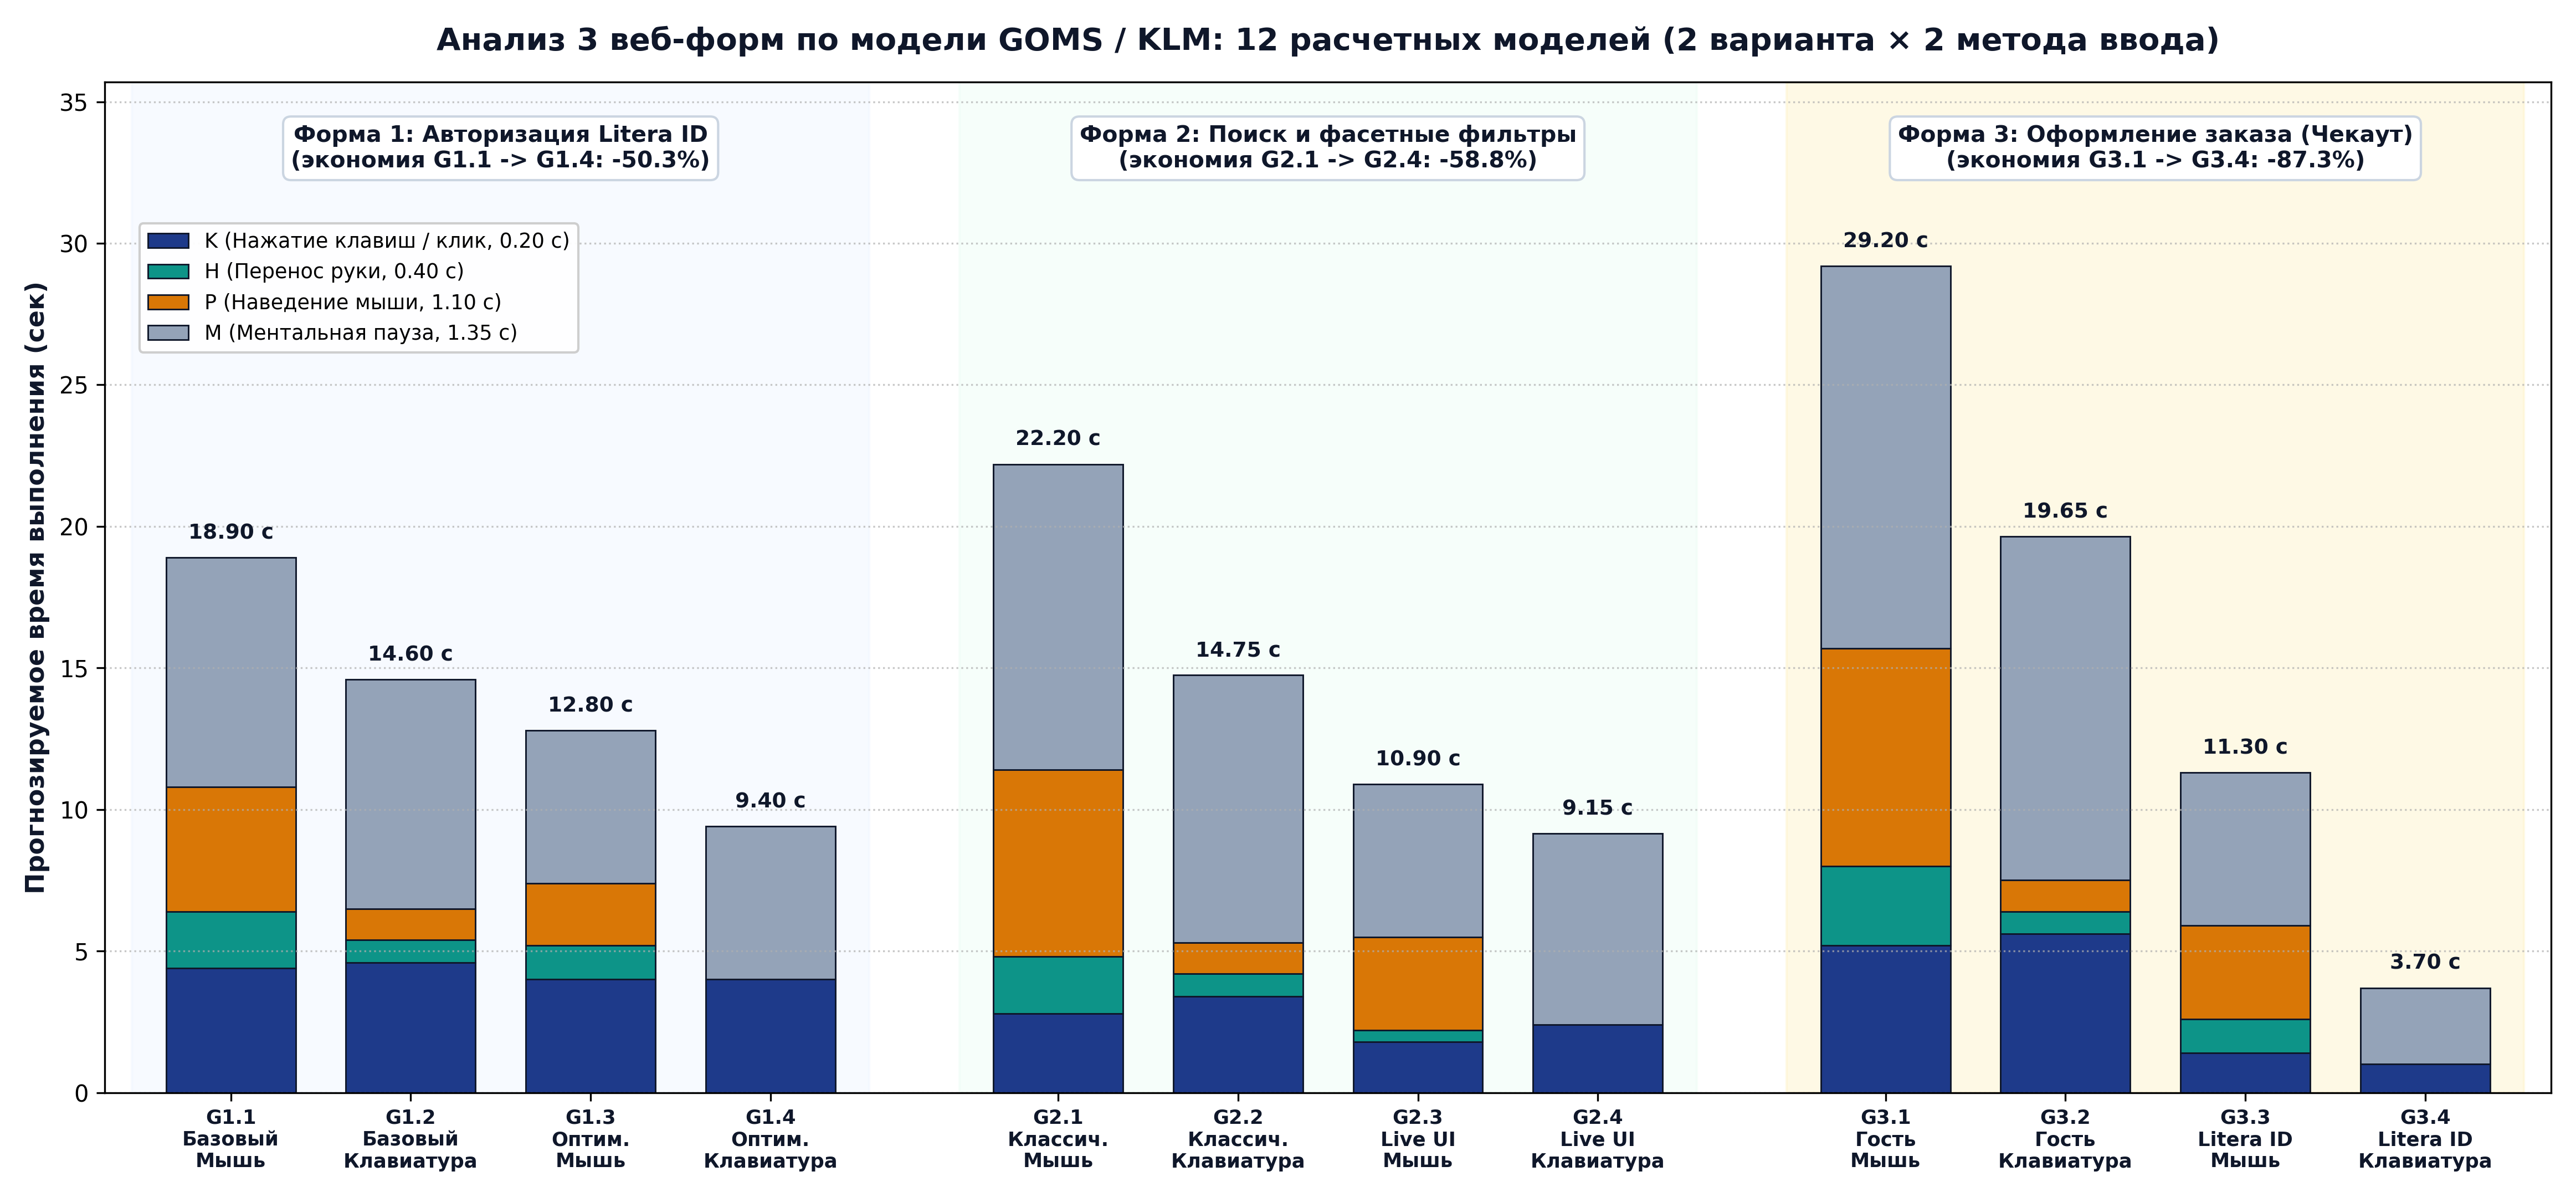 Анализ 3 веб-форм по модели GOMS / KLM: 12 расчетных моделей (2 варианта × 2 метода ввода)
Прогнозируемое время выполнения (сек)
35
30
25
20
15
10
5
0
Форма 1: Авторизация Litera ID
(экономия G1.1 -> G1.4: -50.3%)
Форма 2: Поиск и фасетные фильтры
(экономия G2.1 -> G2.4: -58.8%)
Форма 3: Оформление заказа (Чекаут)
(экономия G3.1 -> G3.4: -87.3%)
K (Нажатие клавиш / клик, 0.20 с)
H (Перенос руки, 0.40 с)
P (Наведение мыши, 1.10 с)
M (Ментальная пауза, 1.35 с)
18.90 с
14.60 с
12.80 с
9.40 с
22.20 с
14.75 с
10.90 с
9.15 с
29.20 с
19.65 с
11.30 с
3.70 с
G1.1
Базовый
Мышь
G1.2
Базовый
Клавиатура
G1.3
Оптим.
Мышь
G1.4
Оптим.
Клавиатура
G2.1
Классич.
Мышь
G2.2
Классич.
Клавиатура
G2.3
Live UI
Мышь
G2.4
Live UI
Клавиатура
G3.1
Гость
Мышь
G3.2
Гость
Клавиатура
G3.3
Litera ID
Мышь
G3.4
Litera ID
Клавиатура